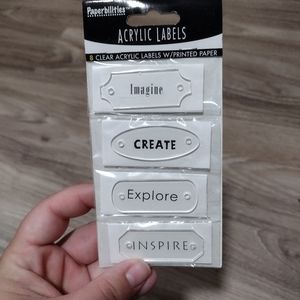 Paperbilities
ACRYLIC LABELS
8 CLEAR ACRYLIC LABELS W/PRINTED PAPER
Imagine
CREATE
Explore
INSPIRE